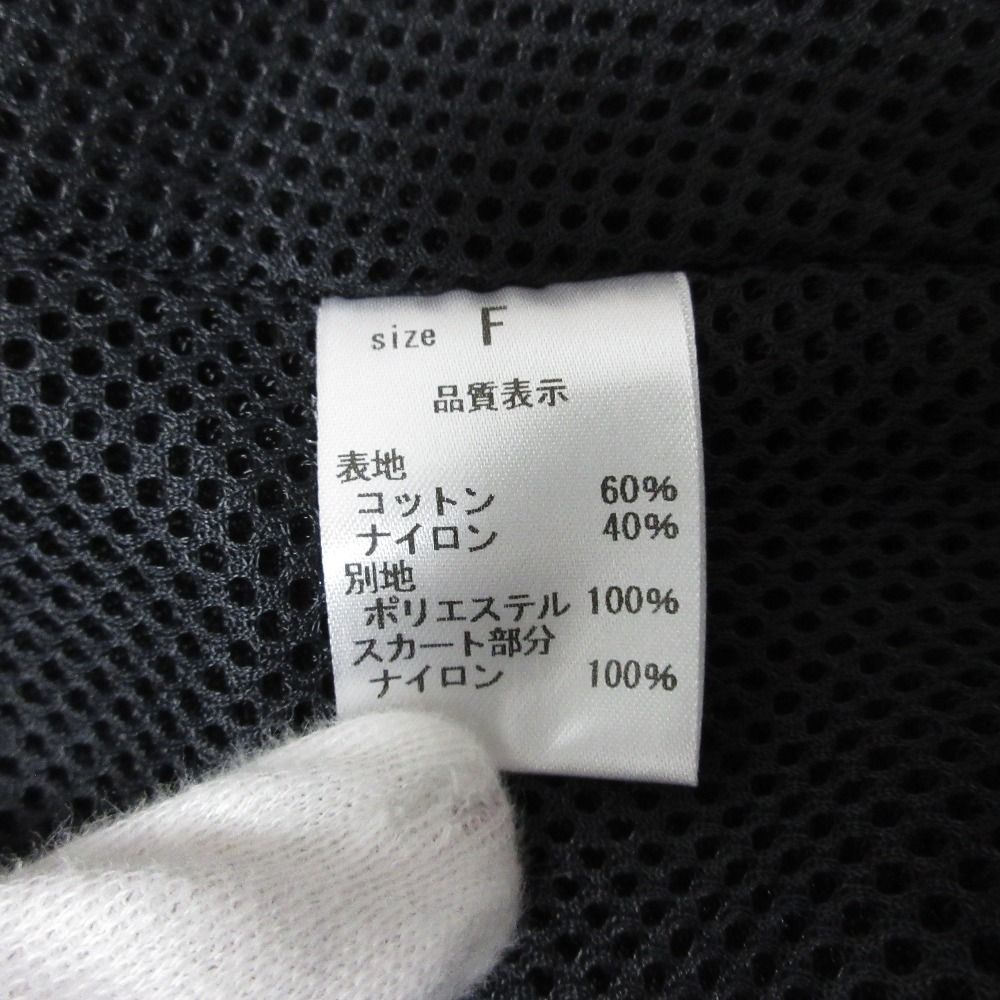 size F
品質表示
表地
コットン 60%
ナイロン 40%
別地
ポリエステル 100%
スカート部分
ナイロン 100%